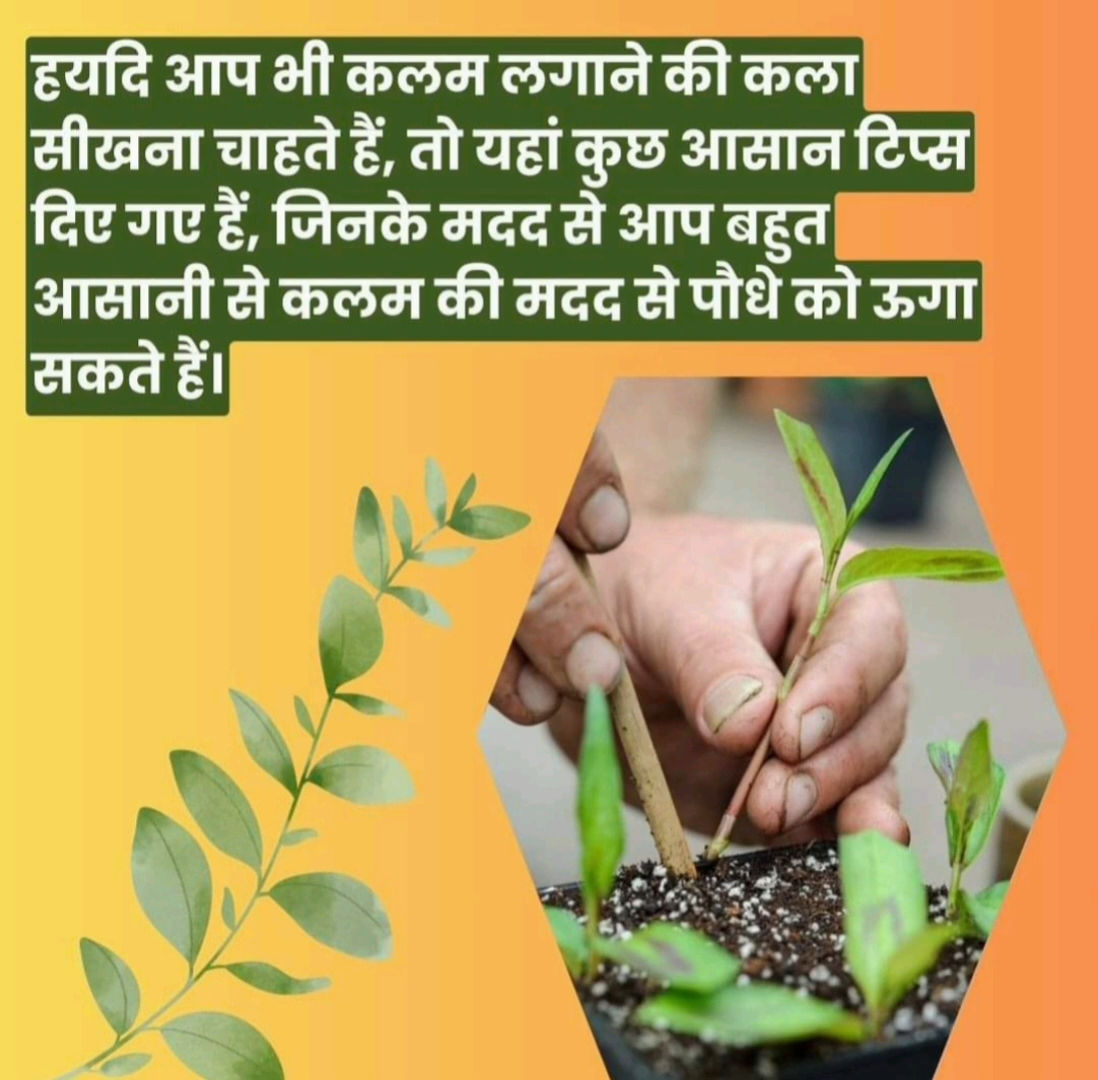 हयदि आप भी कलम लगाने की कला
सीखना चाहते हैं, तो यहां कुछ आसान टिप्स
दिए गए हैं, जिनके मदद से आप बहुत
आसानी से कलम की मदद से पौधे को ऊगा
सकते हैं।